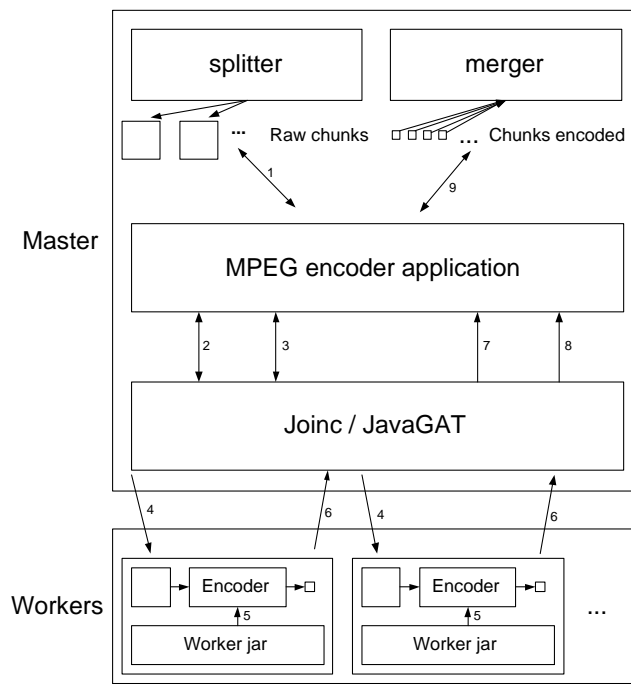 splitter
merger
...
Raw chunks
...
Chunks encoded
1
9
Master
MPEG encoder application
2
3
7
8
Joinc / JavaGAT
4
6
4
6
Workers
Encoder
Encoder
...
5
5
Worker jar
Worker jar